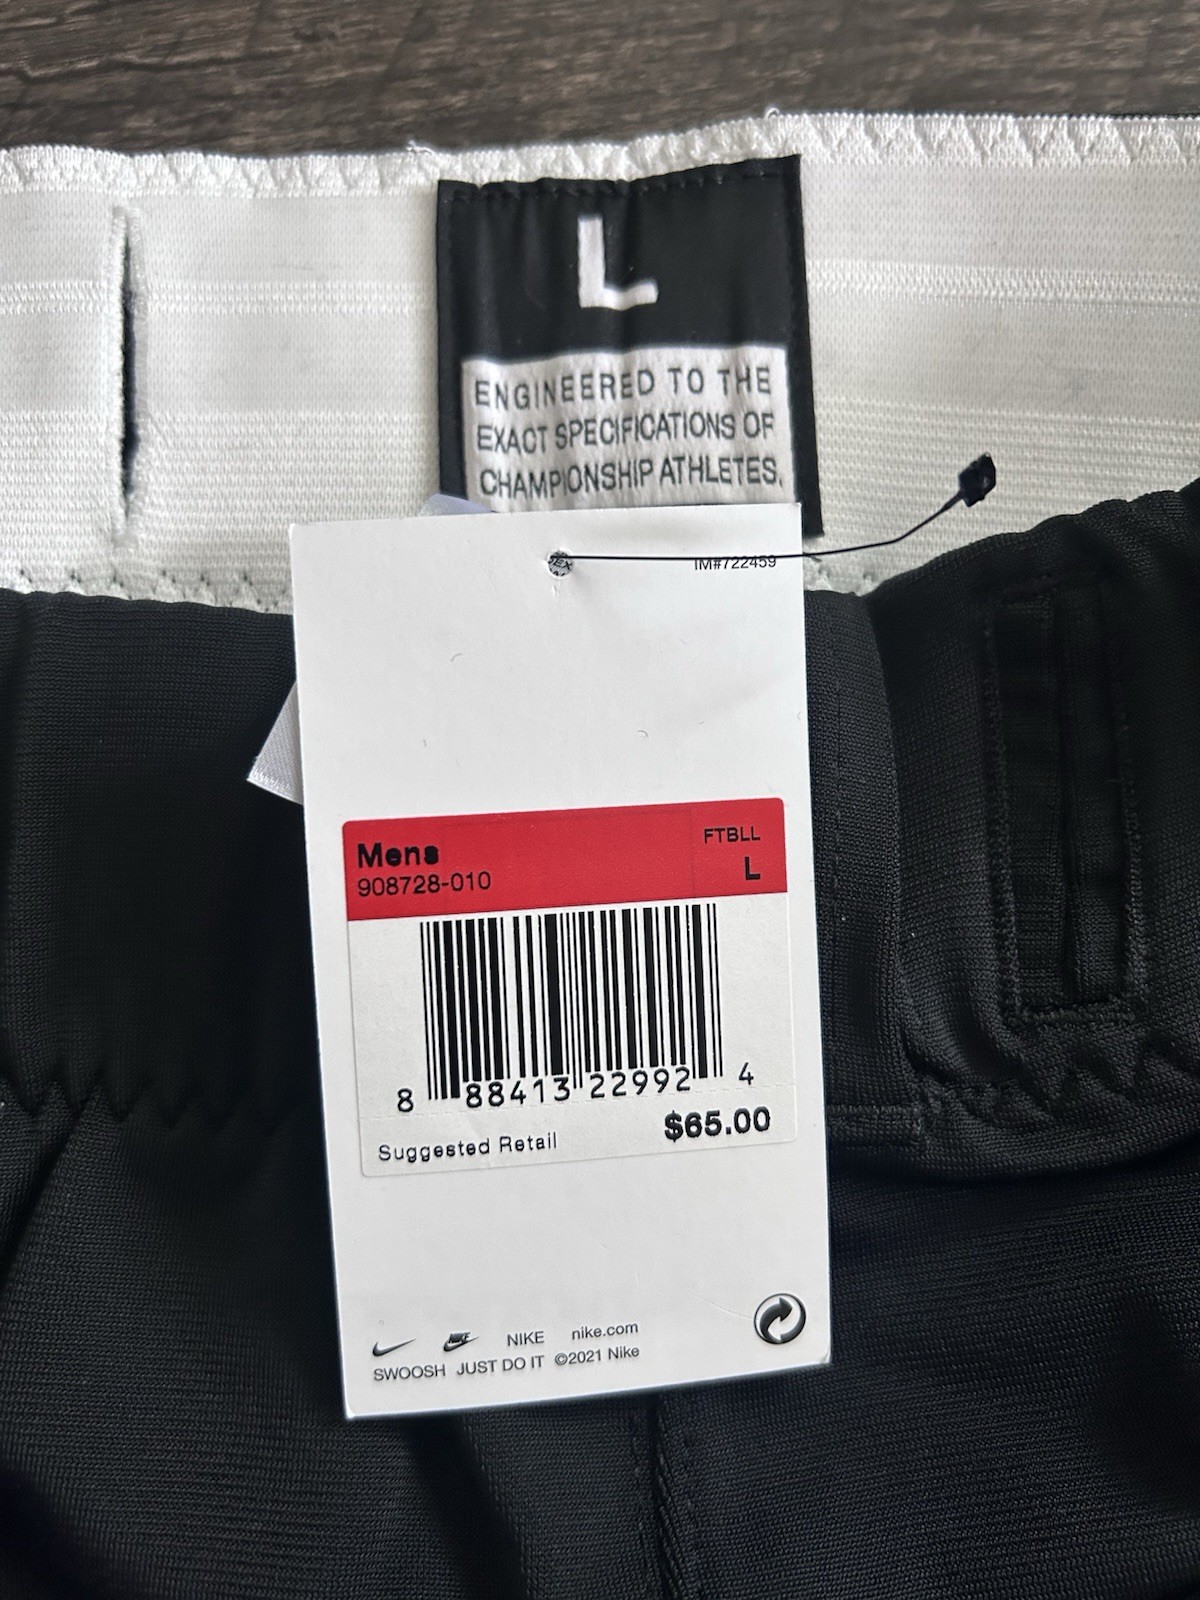 L
ENGINEERED TO THE
EXACT SPECIFICATIONS OF
CHAMPIONSHIP ATHLETES.
IM#722459
Mens
FTBLL
908728-010
L
8 88413 22992 4
Suggested Retail
$65.00
NIKE nike.com
SWOOSH JUST DO IT ©2021 Nike